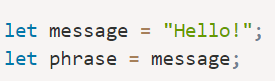 let message = "Hello!";
let phrase = message;